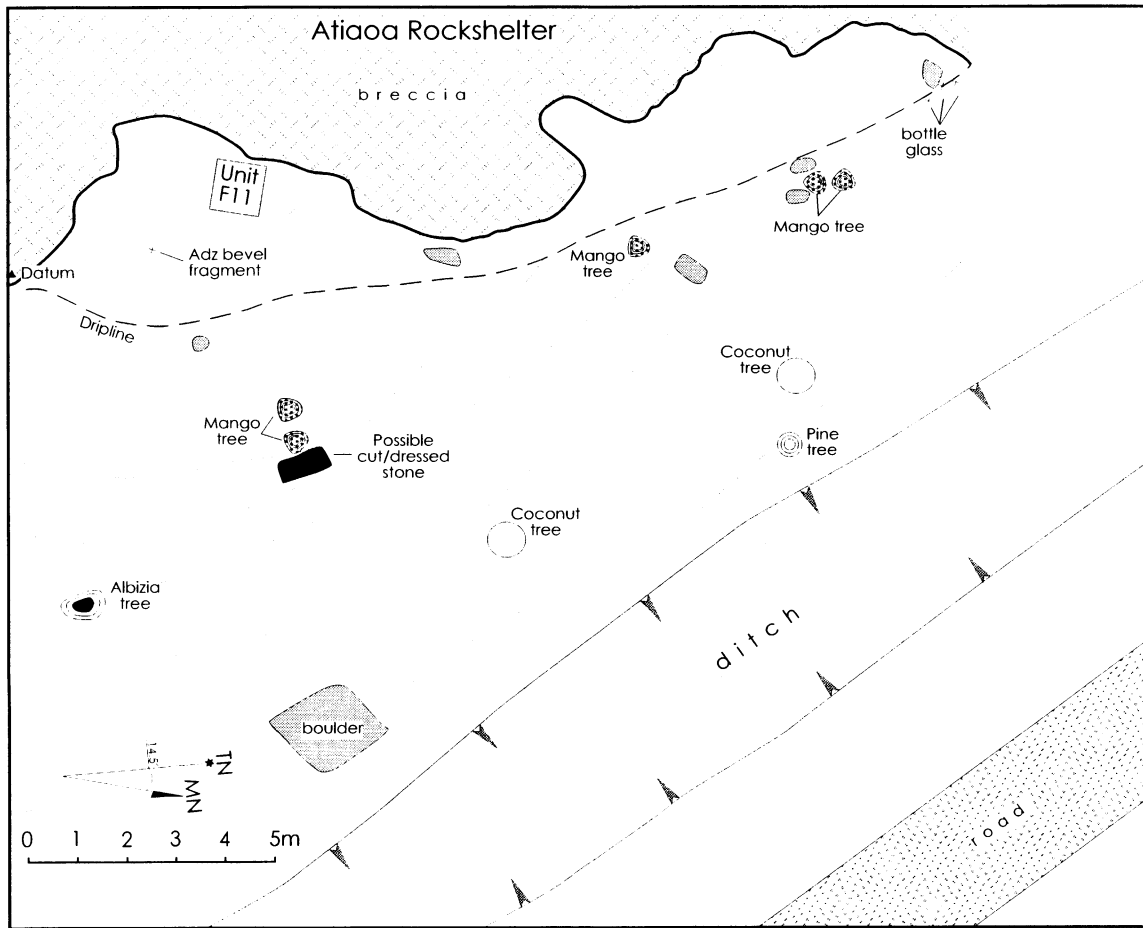 Atiaoa Rockshelter
breccia
bottle
glass
Unit
F11
Mango tree
Adz bevel
fragment
Mango
tree
Datum
Dripline
Coconut
tree
Mango
tree
Possible
cut/dressed
stone
Pine
tree
Coconut
tree
Albizia
tree
ditch
boulder
14.5
TN
MN
road
0 1 2 3 4 5m